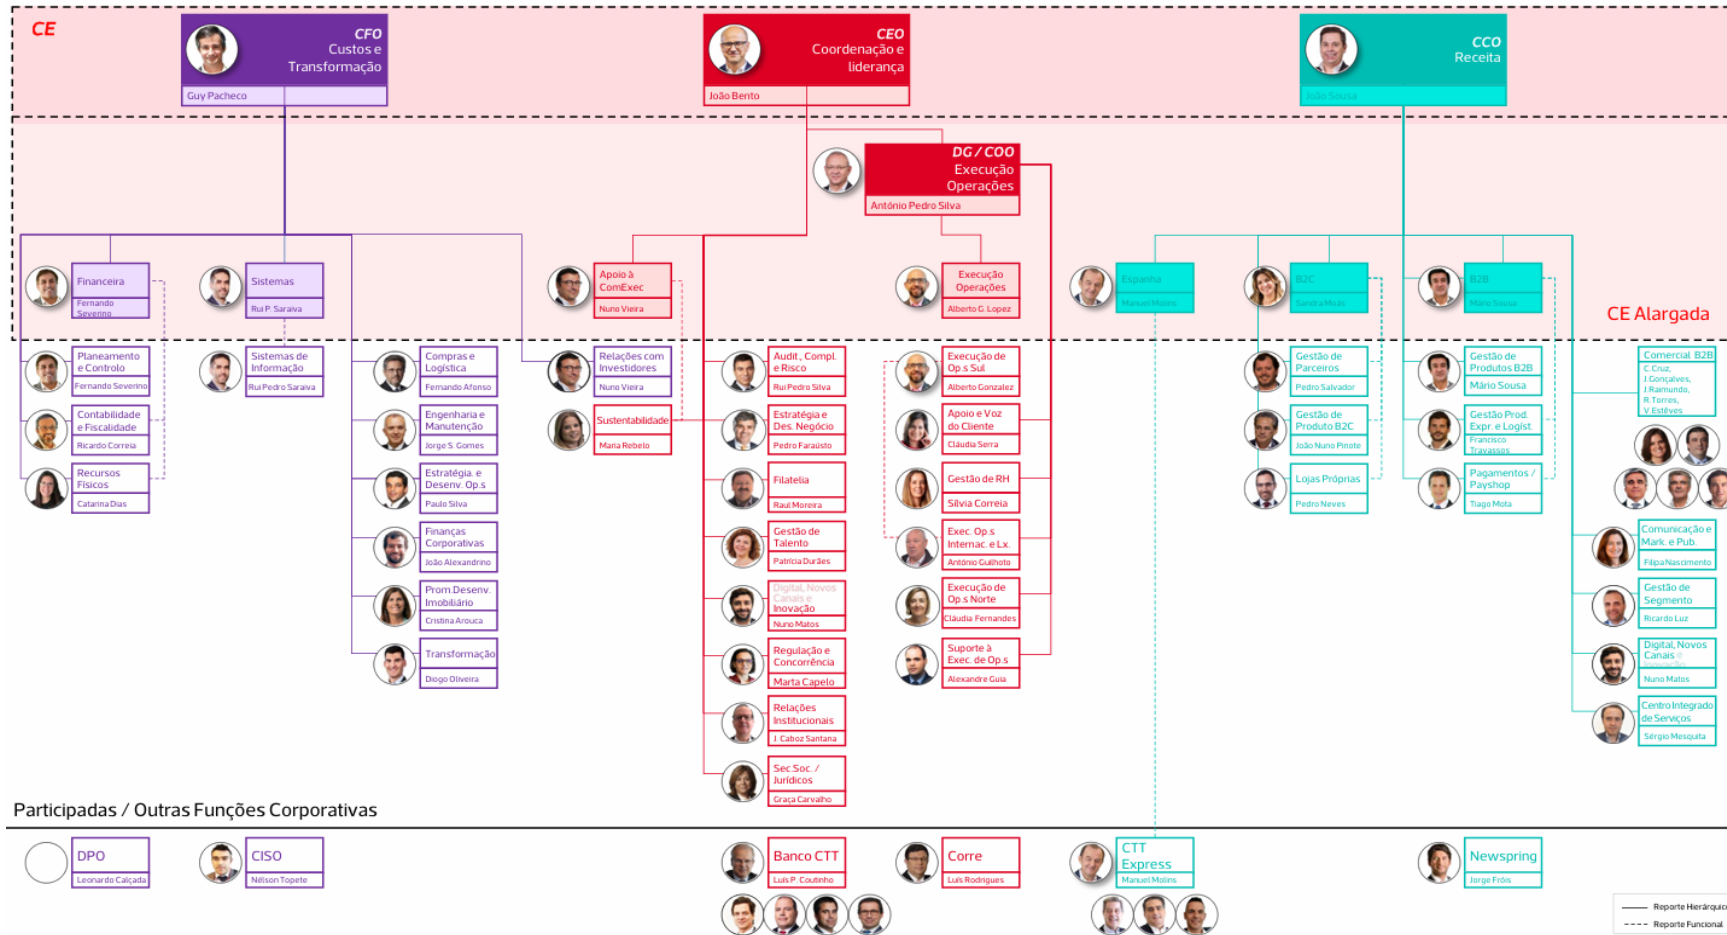 CE
CFO
Custos e
Transformação
Guy Pacheco
CEO
Coordenação e
liderança
João Bento
CCO
Receita
João Sousa
DG / COO
Execução
Operações
António Pedro Silva
Financeira
Fernando
Severino
Sistemas
Rui P. Saraiva
Apoio à
ComExec
Nuno Vieira
Execução
Operações
Alberto G. Lopez
Espanha
Manuel Molins
B2C
Sandra Moás
B2B
Mário Sousa
CE Alargada
Planeamento
e Controlo
Fernando Severino
Contabilidade
e Fiscalidade
Ricardo Correia
Recursos
Físicos
Catarina Dias
Sistemas de
Informação
Rui Pedro Saraiva
Compras e
Logística
Fernando Afonso
Engenharia e
Manutenção
Jorge S. Gomes
Estratégia. e
Desenv. Op.s
Paulo Silva
Finanças
Corporativas
João Alexandrino
Prom.Desenv.
Imobiliário
Cristina Arouca
Transformação
Diogo Oliveira
Relações com
Investidores
Nuno Vieira
Sustentabilidade
Maria Rebelo
Audit., Compl.
e Risco
Rui Pedro Silva
Estratégia e
Des. Negócio
Pedro Faraústo
Filatelia
Raul Moreira
Gestão de
Talento
Patrícia Durães
Digital, Novos
Canais e
Inovação
Nuno Matos
Regulação e
Concorrência
Marta Capelo
Relações
Institucionais
J. Caboz Santana
Sec.Soc. /
Jurídicos
Graça Carvalho
Execução de
Op.s Sul
Alberto Gonzalez
Apoio e Voz
do Cliente
Cláudia Serra
Gestão de RH
Sílvia Correia
Exec. Op.s
Internac. e Lx.
António Gulhoto
Execução de
Op.s Norte
Cláudia Fernandes
Suporte à
Exec. de Op.s
Alexandre Guia
Gestão de
Parceiros
Pedro Salvador
Gestão de
Produto B2C
João Nuno Pinote
Lojas Próprias
Pedro Neves
Gestão de
Produtos B2B
Mário Sousa
Gestão Prod.
Expr. e Logíst.
Francisco
Travassos
Pagamentos /
Payshop
Tiago Mota
Comercial B2B
C.Cruz,
J.Gonçalves,
J.Raimundo,
R.Torres,
V.Estêves
Comunicação e
Mark. e Pub.
Filipa Nascimento
Gestão de
Segmento
Ricardo Luz
Digital, Novos
Canais e
Inovação
Nuno Matos
Centro Integrado
de Serviços
Sérgio Mesquita
Participadas / Outras Funções Corporativas
DPO
Leonardo Calçada
CISO
Nélson Topete
Banco CTT
Luís P. Coutinho
Corre
Luís Rodrigues
CTT
Express
Manuel Molins
Newspring
Jorge Fróis
Reporte Hierárquico
Reporte Funcional